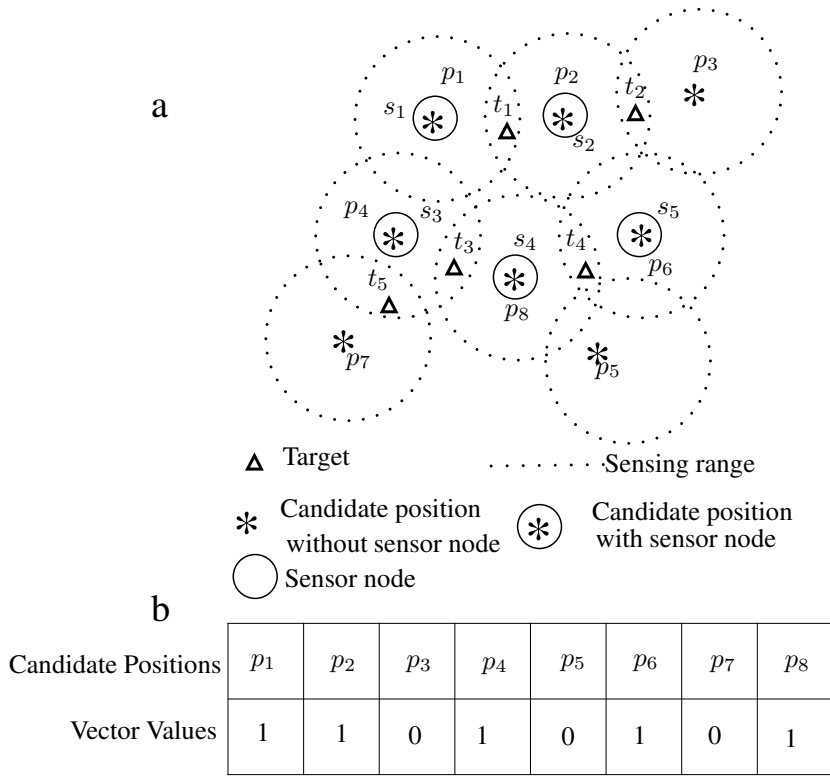 a
p₁ p₂ p₃
s₁ t₁ s₂ t₂
p₄ s₃ s₄ s₅
t₃ t₄ p₆
t₅ p₈
p₇ p₅
Target
Sensing range
Candidate position
without sensor node
Candidate position
with sensor node
Sensor node
b
Candidate Positions p₁ p₂ p₃ p₄ p₅ p₆ p₇ p₈
Vector Values 1 1 0 1 0 1 0 1